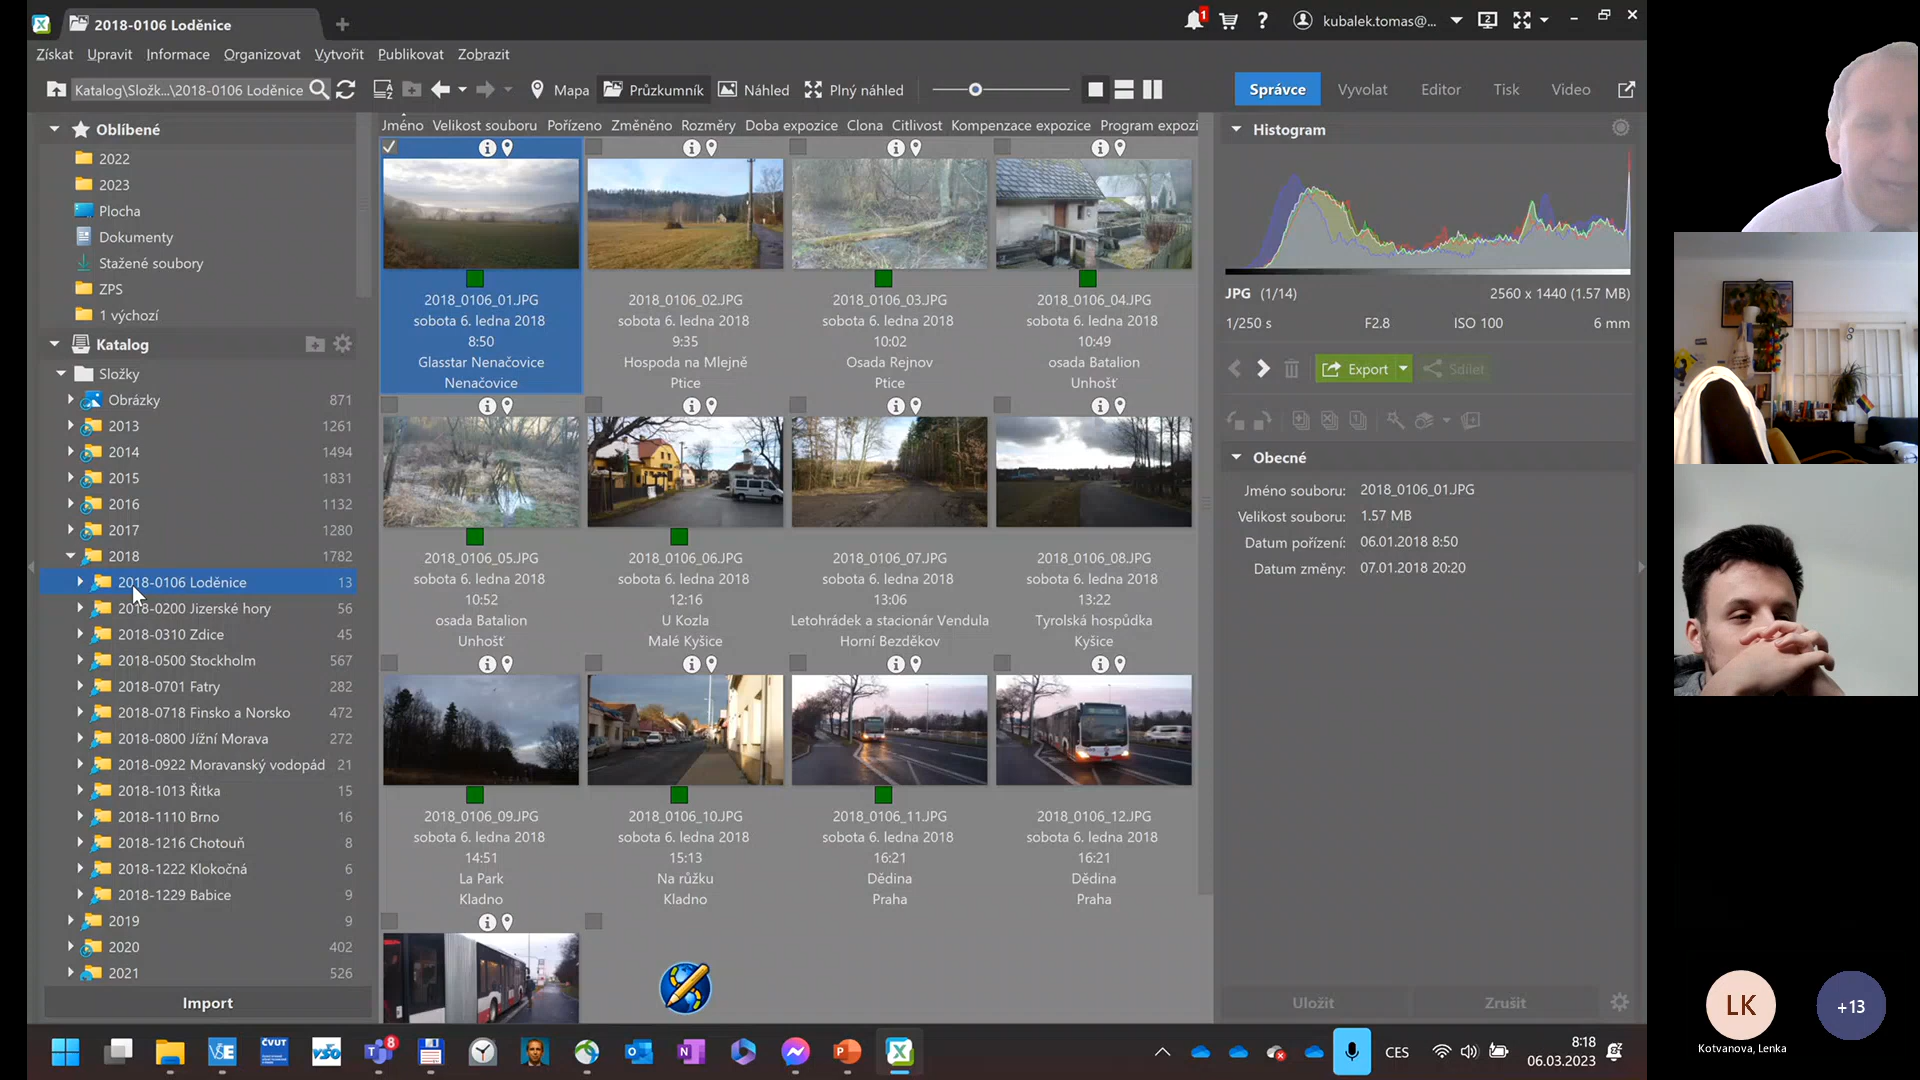 2018-0106 Loděnice
1
kubalek.tomas@...
2
Získat Upravit Informace Organizovat Vytvořit Publikovat Zobrazit
Katalog\Složk...\2018-0106 Loděnice
Mapa Průzkumník Náhled Plný náhled
Správce Vyvolat Editor Tisk Video
Oblíbené
2022
2023
Plocha
Dokumenty
Stažené soubory
ZPS
1 výchozí
Katalog
Složky
Obrázky 871
2013 1261
2014 1494
2015 1831
2016 1132
2017 1280
2018 1782
2018-0106 Loděnice 13
2018-0200 Jizerské hory 56
2018-0310 Zdice 45
2018-0500 Stockholm 567
2018-0701 Fatry 282
2018-0718 Finsko a Norsko 472
2018-0800 Jížní Morava 272
2018-0922 Moravanský vodopád 21
2018-1013 Řitka 15
2018-1110 Brno 16
2018-1216 Chotouň 8
2018-1222 Klokočná 6
2018-1229 Babice 9
2019 9
2020 402
2021 526
Import
Jméno Velikost souboru Pořízeno Změněno Rozměry Doba expozice Clona Citlivost Kompenzace expozice Program expozi
2018_0106_01.JPG
sobota 6. ledna 2018
8:50
Glasstar Nenačovice
Nenačovice
2018_0106_02.JPG
sobota 6. ledna 2018
9:35
Hospoda na Mlejně
Ptice
2018_0106_03.JPG
sobota 6. ledna 2018
10:02
Osada Rejnov
Ptice
2018_0106_04.JPG
sobota 6. ledna 2018
10:49
osada Batalion
Unhošť
2018_0106_05.JPG
sobota 6. ledna 2018
10:52
osada Batalion
Unhošť
2018_0106_06.JPG
sobota 6. ledna 2018
12:16
U Kozla
Malé Kyšice
2018_0106_07.JPG
sobota 6. ledna 2018
13:06
Letohrádek a stacionár Vendula
Horní Bezděkov
2018_0106_08.JPG
sobota 6. ledna 2018
13:22
Tyrolská hospůdka
Kyšice
2018_0106_09.JPG
sobota 6. ledna 2018
14:51
La Park
Kladno
2018_0106_10.JPG
sobota 6. ledna 2018
15:13
Na růžku
Kladno
2018_0106_11.JPG
sobota 6. ledna 2018
16:21
Dědina
Praha
2018_0106_12.JPG
sobota 6. ledna 2018
16:21
Dědina
Praha
Histogram
JPG (1/14) 2560 x 1440 (1.57 MB)
1/250 s F2.8 ISO 100 6 mm
Export Sdílet
Obecné
Jméno souboru: 2018_0106_01.JPG
Velikost souboru: 1.57 MB
Datum pořízení: 06.01.2018 8:50
Datum změny: 07.01.2018 20:20
Uložit Zrušit
LK
+13
Kotvanova, Lenka
VŠE
ČVUT
VŠO
8
CES
8:18
06.03.2023